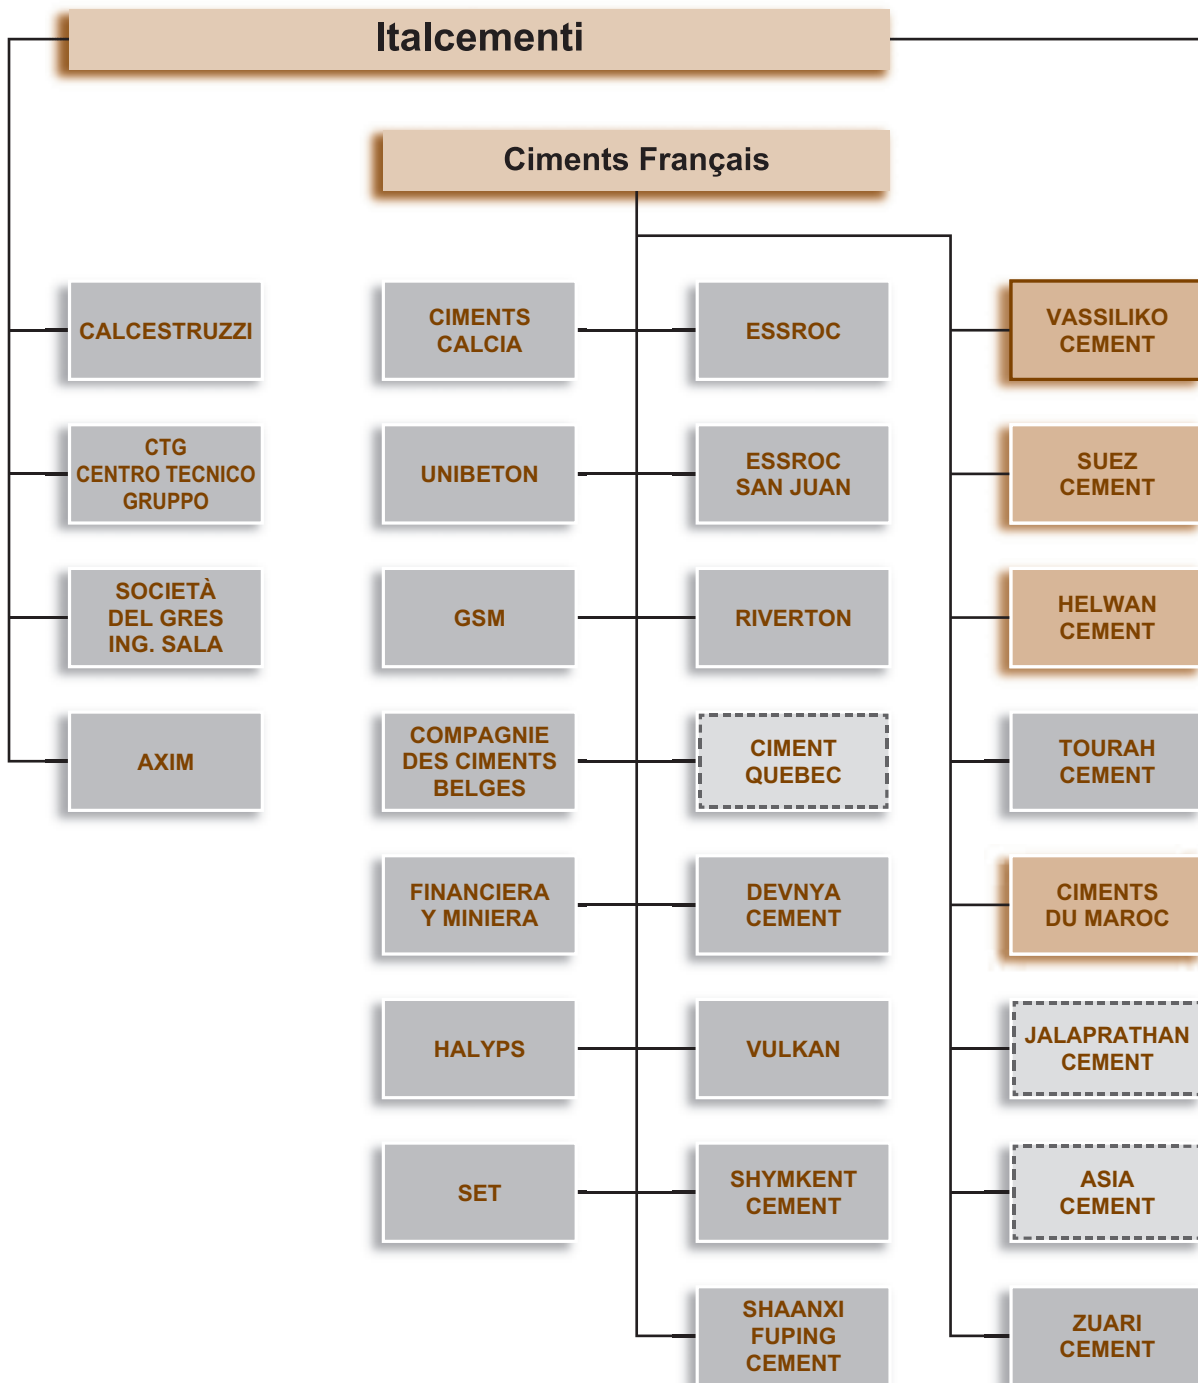 Italcementi
Ciments Français
CALCESTRUZZI
CTG
CENTRO TECNICO
GRUPPO
SOCIETÀ
DEL GRES
ING. SALA
AXIM
CIMENTS
CALCIA
UNIBETON
GSM
COMPAGNIE
DES CIMENTS
BELGES
FINANCIERA
Y MINIERA
HALYPS
SET
ESSROC
ESSROC
SAN JUAN
RIVERTON
CIMENT
QUEBEC
DEVNYA
CEMENT
VULKAN
SHYMKENT
CEMENT
SHAANXI
FUPING
CEMENT
VASSILIKO
CEMENT
SUEZ
CEMENT
HELWAN
CEMENT
TOURAH
CEMENT
CIMENTS
DU MAROC
JALAPRATHAN
CEMENT
ASIA
CEMENT
ZUARI
CEMENT